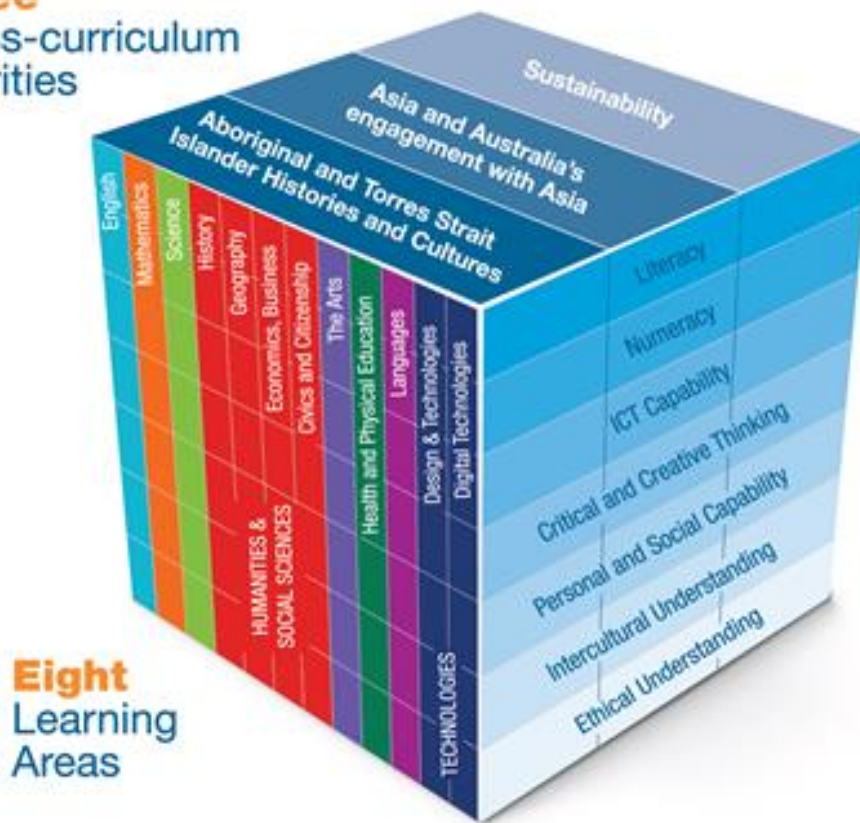 s-curriculum
Sustainability
Asia and Australia's
engagement with Asia
Aboriginal and Torres Strait
Islander Histories and Cultures
English
Mathematics
Science
History
Geography
Economics, Business
Civics and Citizenship
HUMANITIES &
SOCIAL SCIENCES
The Arts
Health and Physical Education
Languages
Design & Technologies
Digital Technologies
TECHNOLOGIES
Literacy
Numeracy
ICT Capability
Critical and Creative Thinking
Personal and Social Capability
Intercultural Understanding
Ethical Understanding
Eight
Learning
Areas